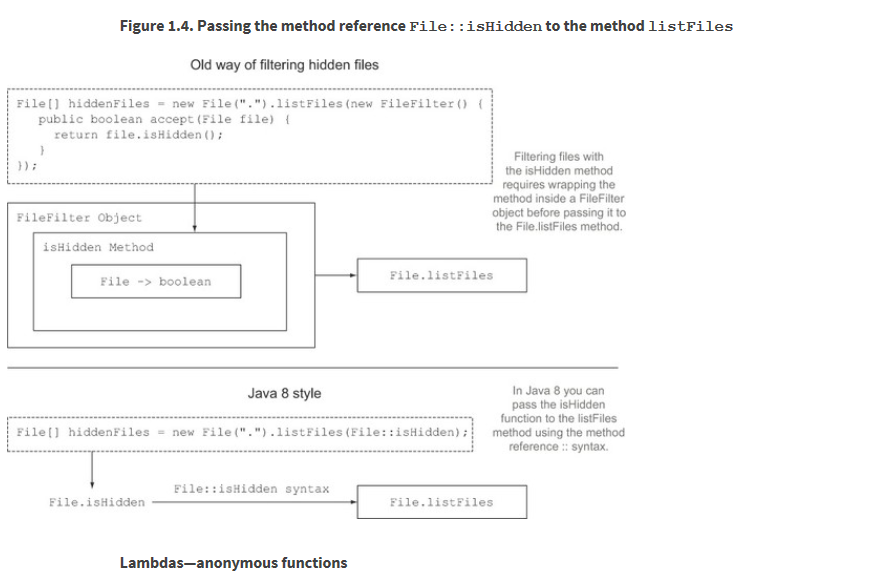 Figure 1.4. Passing the method reference File::isHidden to the method listFiles
Old way of filtering hidden files
File[] hiddenFiles = new File(".").listFiles(new FileFilter() {
public boolean accept(File file) {
return file.isHidden();
}
});
Filtering files with
the isHidden method
requires wrapping the
method inside a FileFilter
object before passing it to
the File.listFiles method.
FileFilter Object
isHidden Method
File -> boolean
File.listFiles
Java 8 style
In Java 8 you can
pass the isHidden
function to the listFiles
method using the method
reference :: syntax.
File[] hiddenFiles = new File(".").listFiles(File::isHidden);
File.isHidden
File::isHidden syntax
File.listFiles
Lambdas—anonymous functions